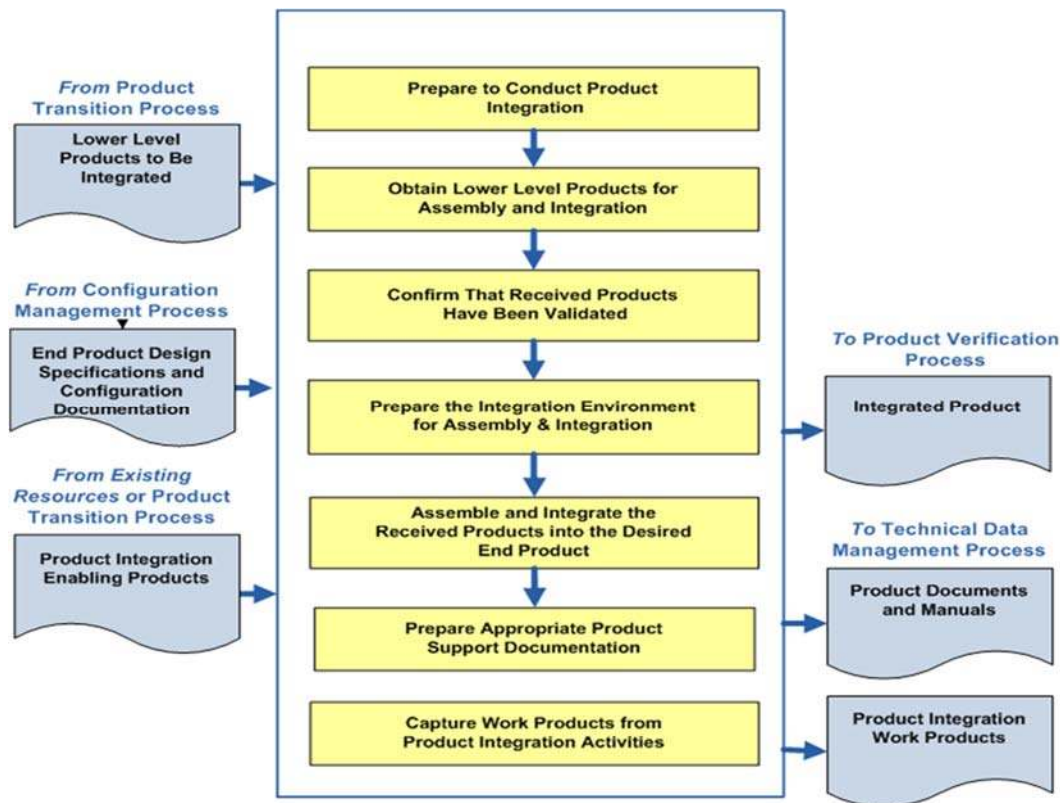 From Product
Transition Process
Lower Level
Products to Be
Integrated
From Configuration
Management Process
End Product Design
Specifications and
Configuration
Documentation
From Existing
Resources or Product
Transition Process
Product Integration
Enabling Products
Prepare to Conduct Product
Integration
Obtain Lower Level Products for
Assembly and Integration
Confirm That Received Products
Have Been Validated
Prepare the Integration Environment
for Assembly & Integration
Assemble and Integrate the
Received Products into the Desired
End Product
Prepare Appropriate Product
Support Documentation
Capture Work Products from
Product Integration Activities
To Product Verification
Process
Integrated Product
To Technical Data
Management Process
Product Documents
and Manuals
Product Integration
Work Products